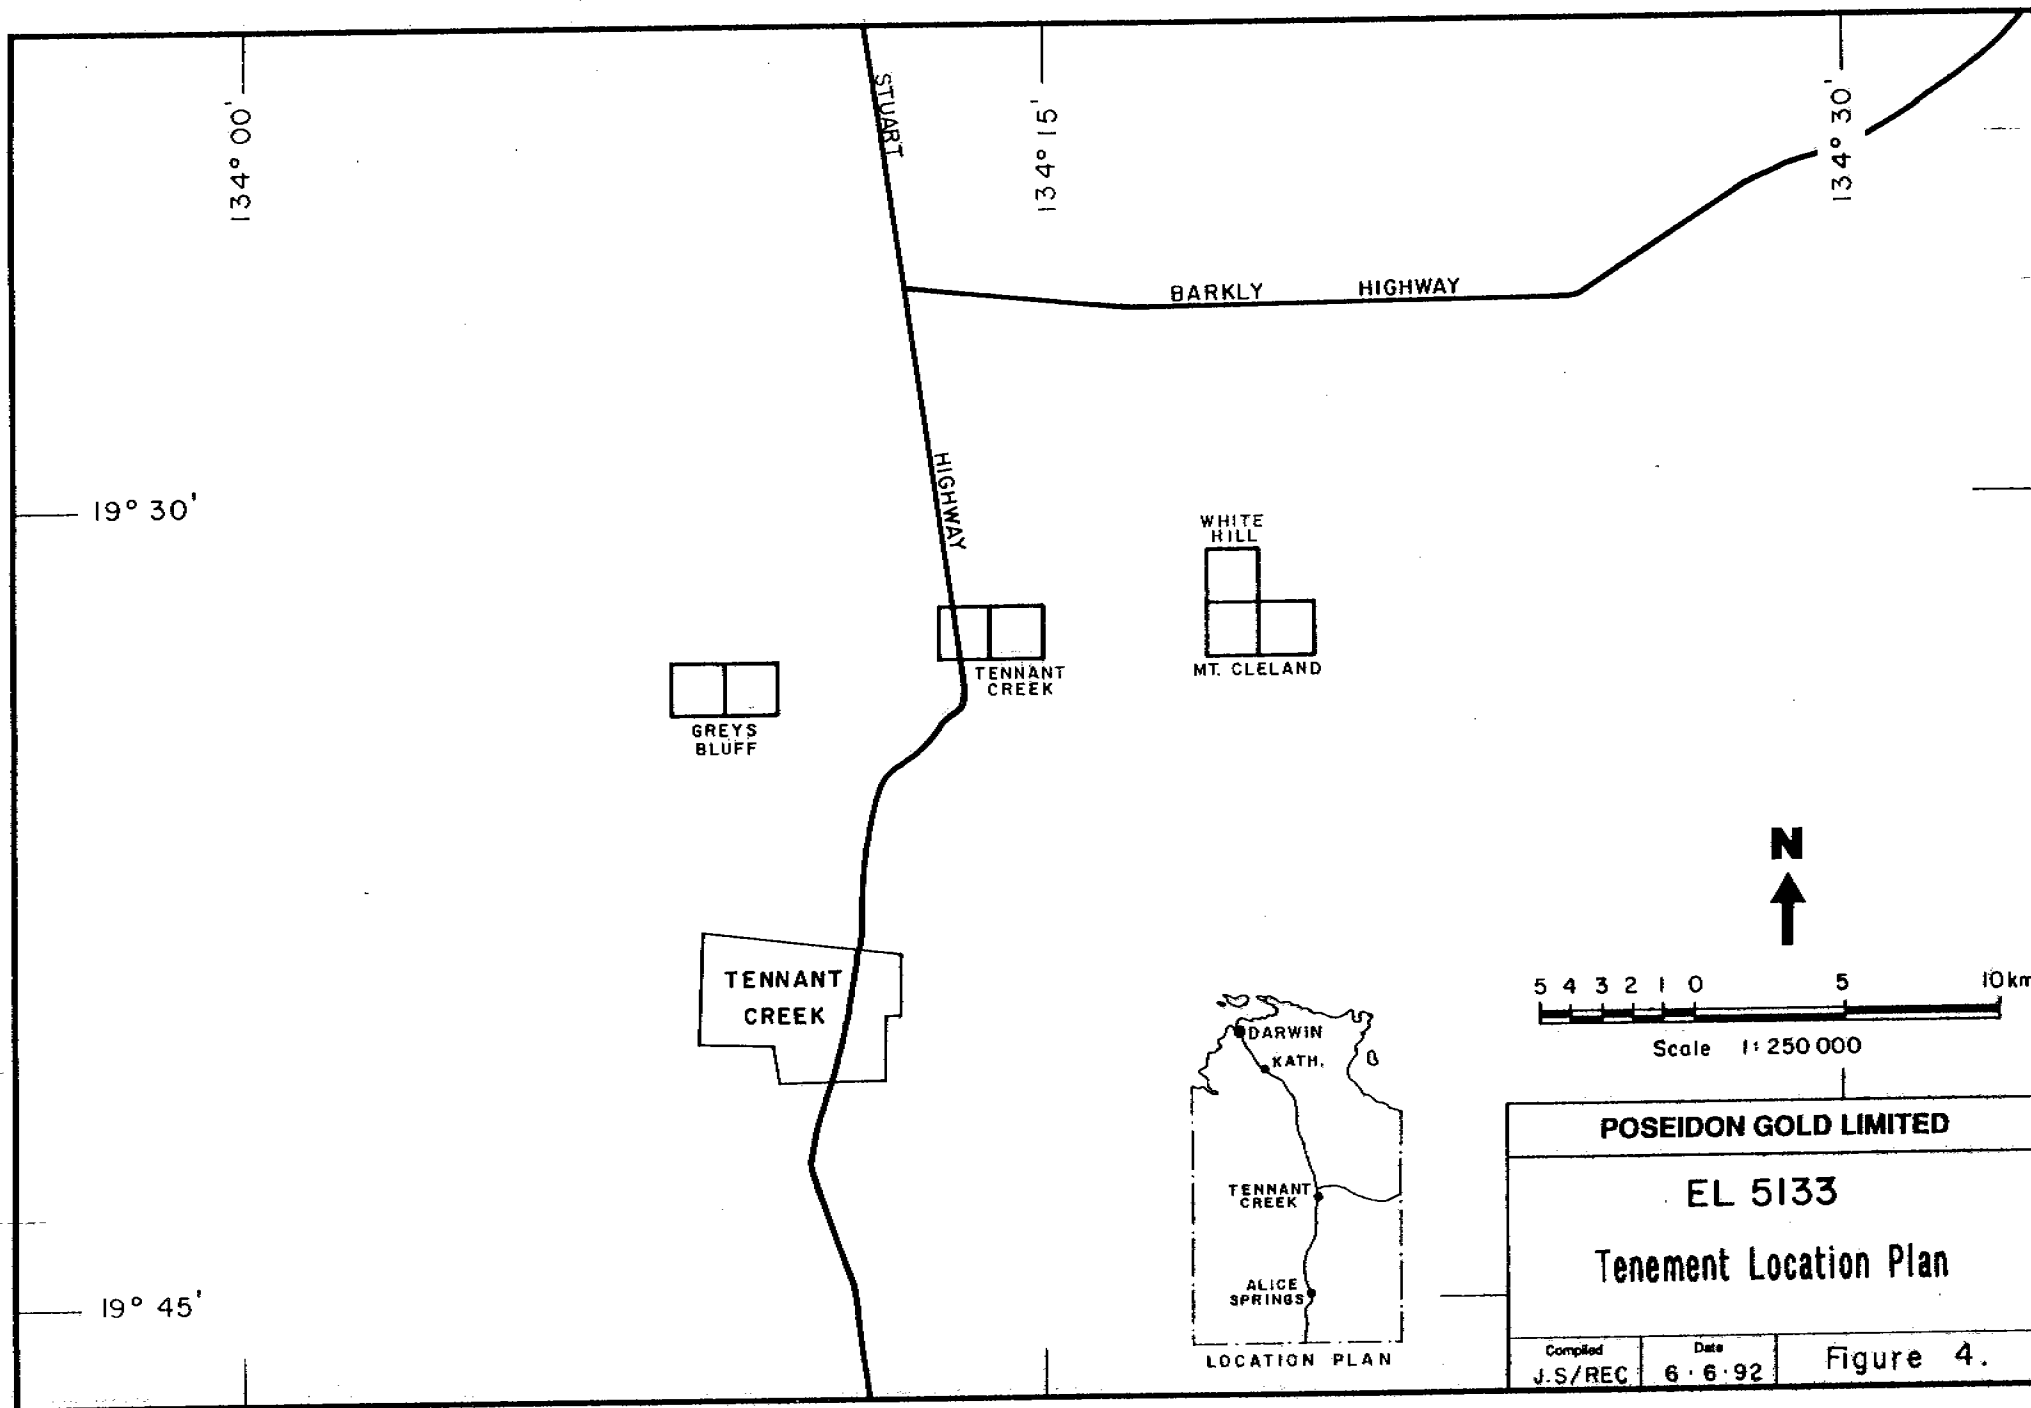 134° 00'
STUART
134° 15'
134° 30'
BARKLY HIGHWAY
HIGHWAY
19° 30'
WHITE
HILL
TENNANT
CREEK
MT. CLELAND
GREYS
BLUFF
N
TENNANT
CREEK
5 4 3 2 1 0 5 10km
Scale 1:250 000
DARWIN
KATH.
TENNANT
CREEK
ALICE
SPRINGS
LOCATION PLAN
19° 45'
POSEIDON GOLD LIMITED
EL 5133
Tenement Location Plan
Compiled
J.S/REC
Date
6·6·92
Figure 4.